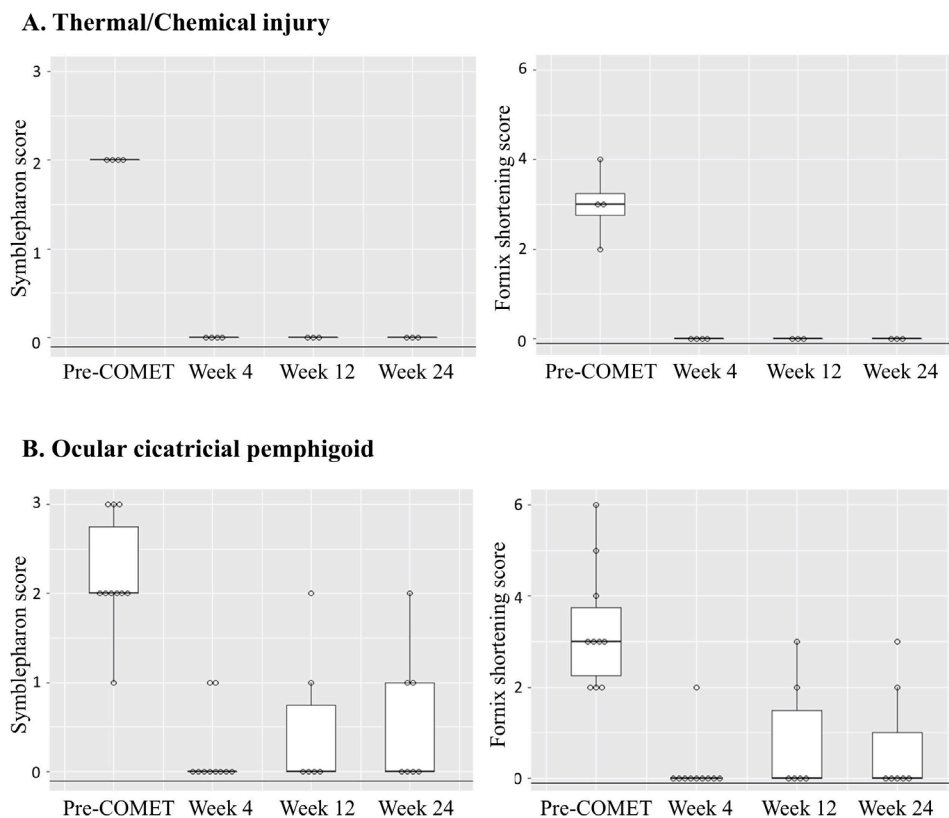 A. Thermal/Chemical injury
Symblepharon score
3
2
1
0
Pre-COMET Week 4 Week 12 Week 24
Fornix shortening score
6
4
2
0
Pre-COMET Week 4 Week 12 Week 24
B. Ocular cicatricial pemphigoid
Symblepharon score
3
2
1
0
Pre-COMET Week 4 Week 12 Week 24
Fornix shortening score
6
4
2
0
Pre-COMET Week 4 Week 12 Week 24